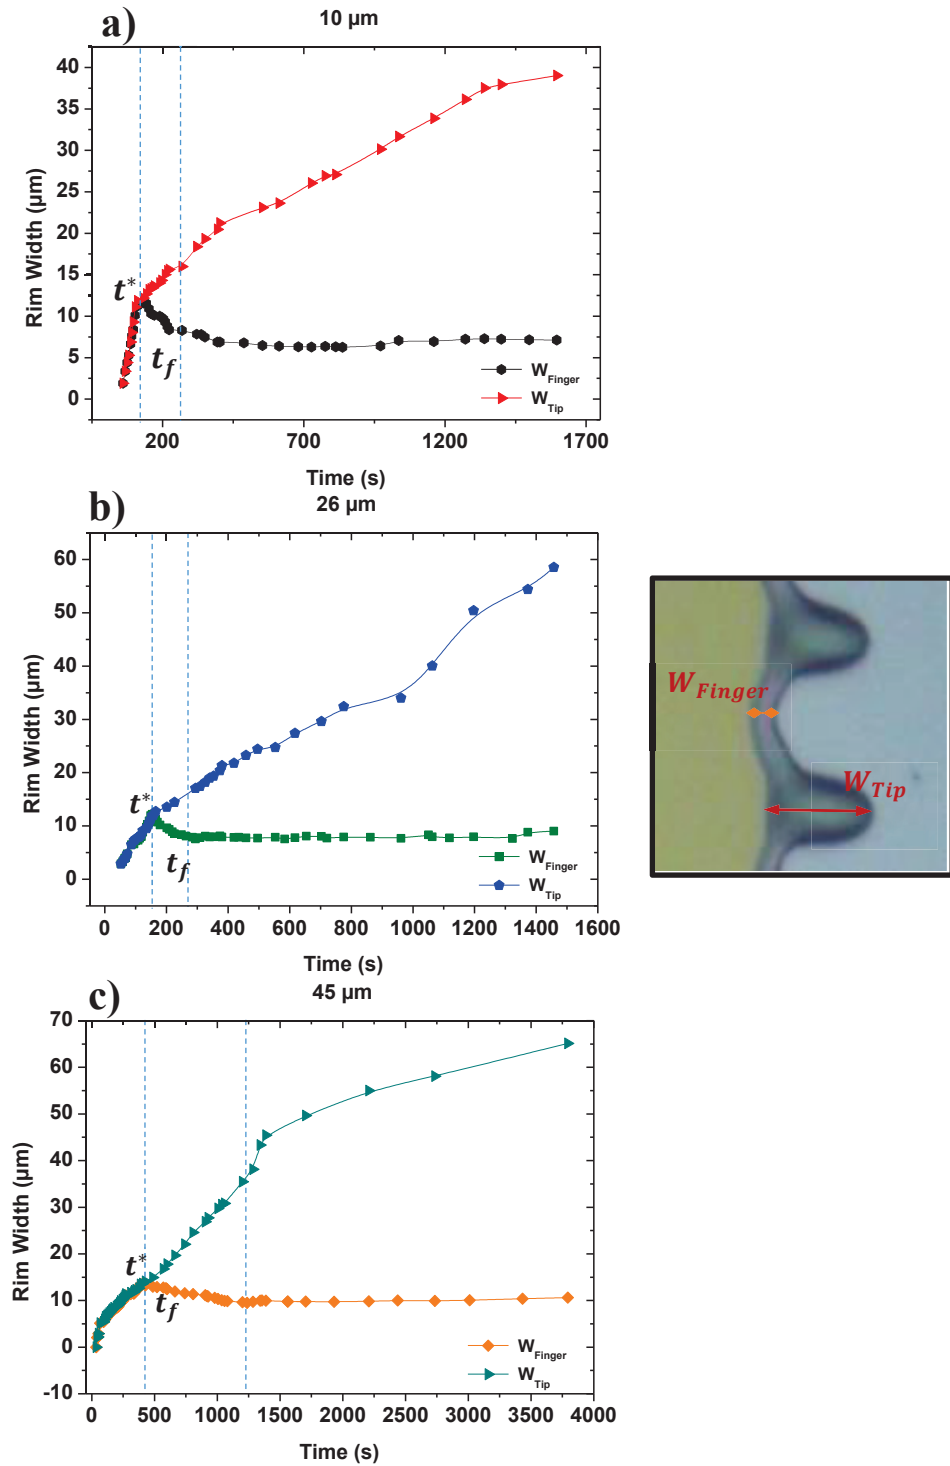 a)
10 µm
40
35
30
25
20
15
10
5
0
Rim Width (µm)
t*
t_f
W_Finger
W_Tip
200 700 1200 1700
Time (s)
b)
26 µm
60
50
40
30
20
10
0
Rim Width (µm)
t*
t_f
W_Finger
W_Tip
0 200 400 600 800 1000 1200 1400 1600
Time (s)
W_Finger
W_Tip
c)
45 µm
70
60
50
40
30
20
10
0
-10
Rim Width (µm)
t*
t_f
W_Finger
W_Tip
0 500 1000 1500 2000 2500 3000 3500 4000
Time (s)